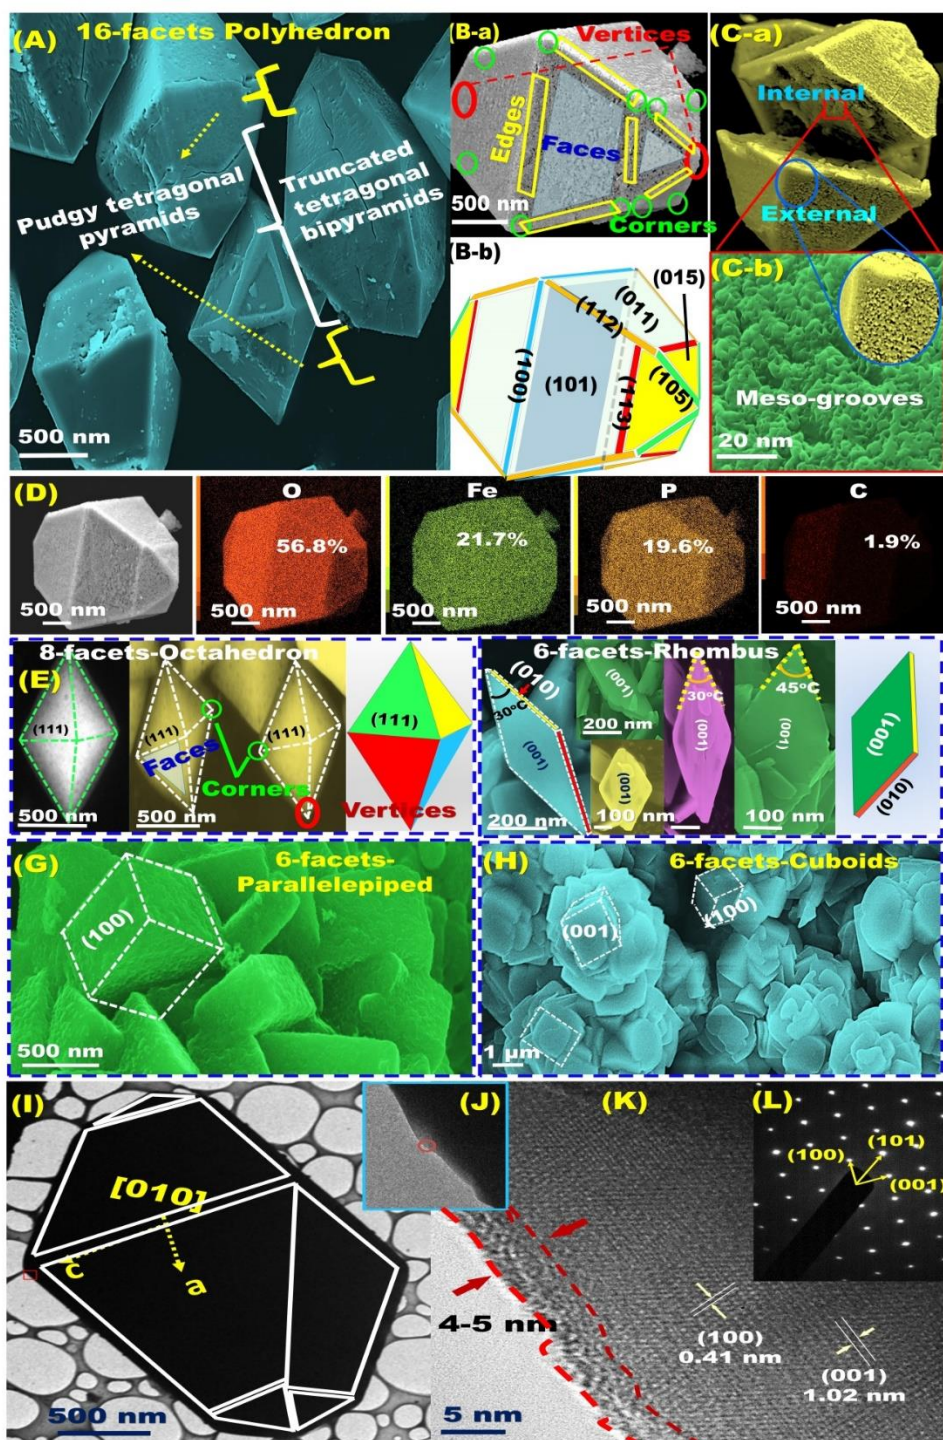 (A)
16-facets Polyhedron
Pudgy tetragonal
pyramids
Truncated
tetragonal
bipyramids
500 nm
(B-a)
Vertices
Edges
Faces
500 nm
Corners
(B-b)
(015)
(011)
(112)
(100)
(101)
(113)
(105)
(C-a)
Internal
External
(C-b)
Meso-grooves
20 nm
(D)
500 nm
O
56.8%
500 nm
Fe
21.7%
500 nm
P
19.6%
500 nm
C
1.9%
500 nm
8-facets-Octahedron
(E)
(111)
500 nm
(111)
Faces
Corners
500 nm
(111)
Vertices
6-facets-Rhombus
(010)
30°C
(001)
200 nm
(001)
200 nm
(001)
100 nm
30°C
(001)
45°C
(001)
100 nm
(001)
(010)
(G)
6-facets-
Parallelepiped
(100)
500 nm
(H)
6-facets-Cuboids
(001)
(100)
1 µm
(I)
[010]
c
a
500 nm
(J)
(K)
4-5 nm
5 nm
(100)
0.41 nm
(001)
1.02 nm
(L)
(100)
(101)
(001)